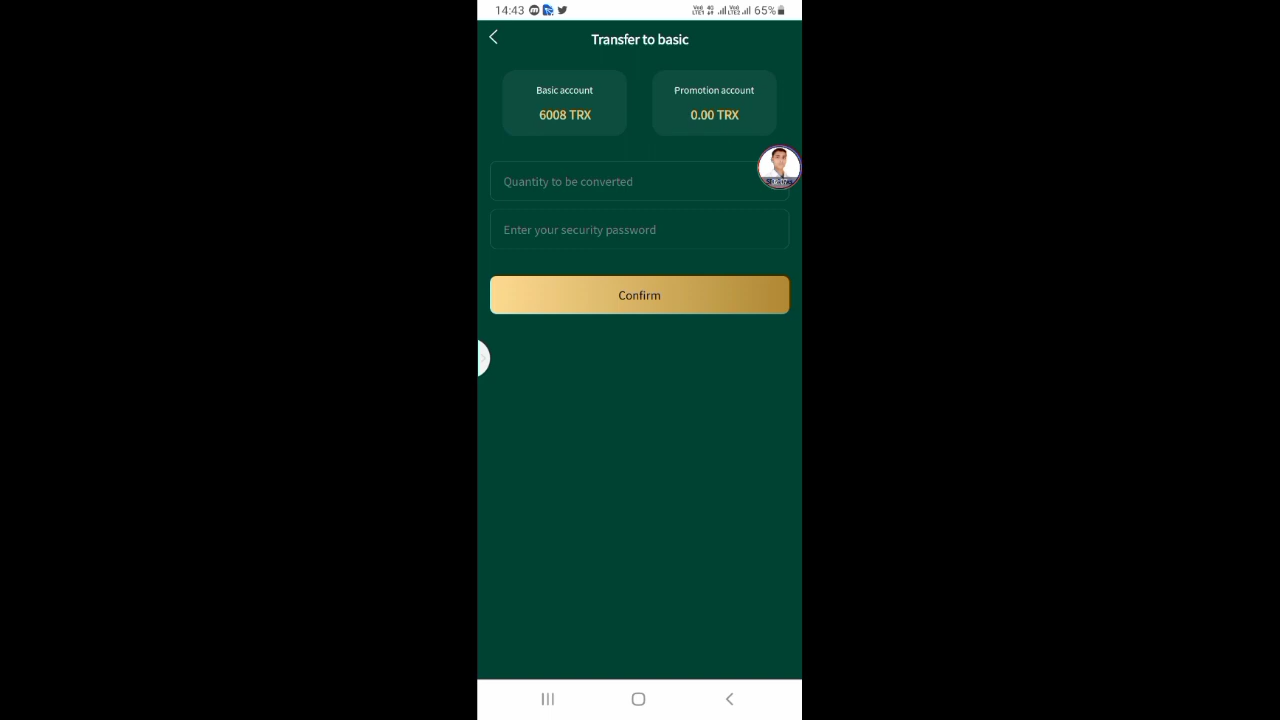 14:43 65%
Transfer to basic
Basic account
6008 TRX
Promotion account
0.00 TRX
Quantity to be converted
Enter your security password
Confirm